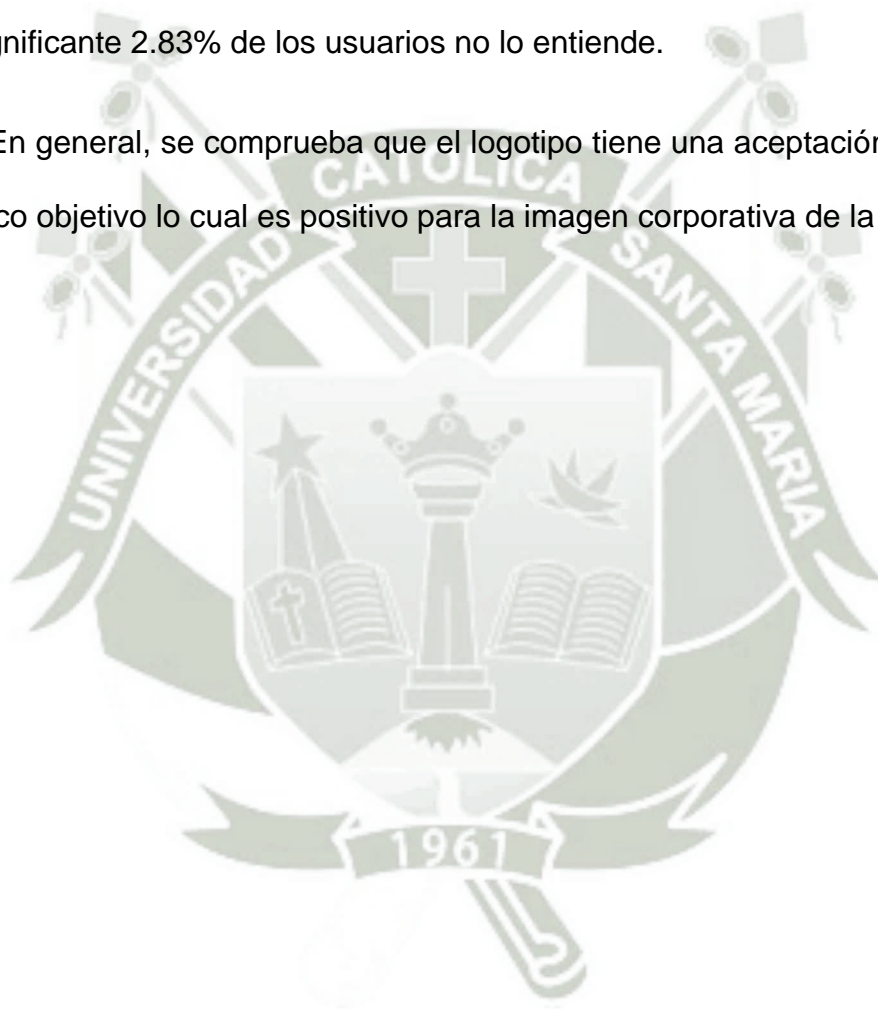 gnificante 2.83% de los usuarios no lo entiende.
En general, se comprueba que el logotipo tiene una aceptación
co objetivo lo cual es positivo para la imagen corporativa de la
UNIVERSIDAD CATOLICA SANTA MARIA
1961